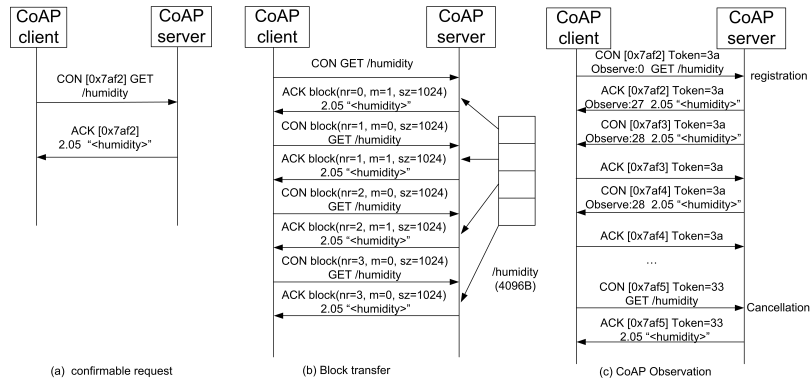 CoAP
client
CoAP
server
CON [0x7af2] GET
/humidity
ACK [0x7af2]
2.05 “<humidity>”
(a) confirmable request
CoAP
client
CoAP
server
CON GET /humidity
ACK block(nr=0, m=1, sz=1024)
2.05 “<humidity>”
CON block(nr=1, m=0, sz=1024)
GET /humidity
ACK block(nr=1, m=1, sz=1024)
2.05 “<humidity>”
CON block(nr=2, m=0, sz=1024)
GET /humidity
ACK block(nr=2, m=1, sz=1024)
2.05 “<humidity>”
CON block(nr=3, m=0, sz=1024)
GET /humidity
ACK block(nr=3, m=0, sz=1024)
2.05 “<humidity>”
/humidity
(4096B)
(b) Block transfer
CoAP
client
CoAP
server
CON [0x7af2] Token=3a
Observe:0 GET /humidity
registration
ACK [0x7af2] Token=3a
Observe:27 2.05 “<humidity>”
CON [0x7af3] Token=3a
Observe:28 2.05 “<humidity>”
ACK [0x7af3] Token=3a
CON [0x7af4] Token=3a
Observe:28 2.05 “<humidity>”
ACK [0x7af4] Token=3a
...
CON [0x7af5] Token=33
GET /humidity
Cancellation
ACK [0x7af5] Token=33
2.05 “<humidity>”
(c) CoAP Observation